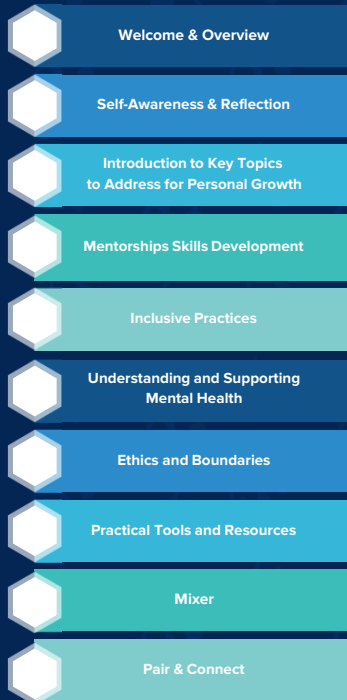 Welcome & Overview
Self-Awareness & Reflection
Introduction to Key Topics
to Address for Personal Growth
Mentorships Skills Development
Inclusive Practices
Understanding and Supporting
Mental Health
Ethics and Boundaries
Practical Tools and Resources
Mixer
Pair & Connect